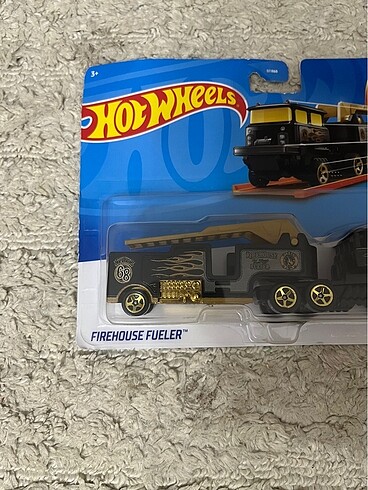 3+
HOT WHEELS
68
FIREHOUSE FUELER™